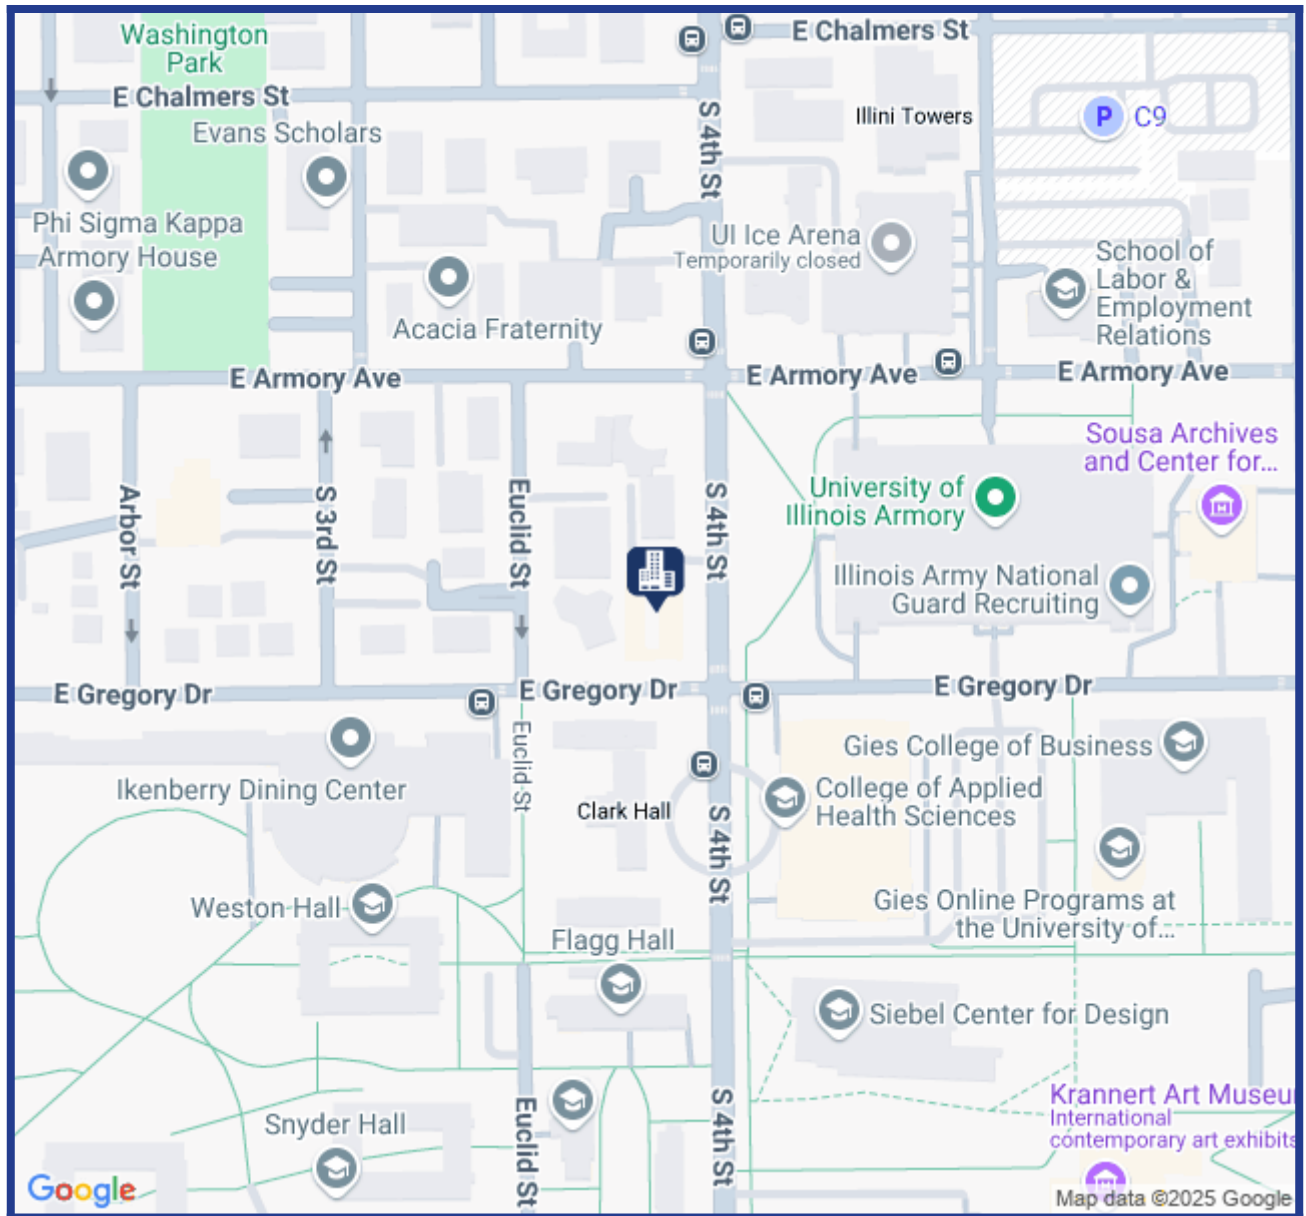 Washington
Park
E Chalmers St
E Chalmers St
S 4th St
Illini Towers
P
C9
Evans Scholars
Phi Sigma Kappa
Armory House
UI Ice Arena
Temporarily closed
School of
Labor &
Employment
Relations
Acacia Fraternity
E Armory Ave
E Armory Ave
E Armory Ave
Sousa Archives
and Center for...
University of
Illinois Armory
Arbor St
S 3rd St
Euclid St
S 4th St
Illinois Army National
Guard Recruiting
E Gregory Dr
E Gregory Dr
E Gregory Dr
Euclid St
Gies College of Business
Ikenberry Dining Center
Clark Hall
College of Applied
Health Sciences
S 4th St
Weston Hall
Gies Online Programs at
the University of...
Flagg Hall
Siebel Center for Design
Euclid St
S 4th St
Snyder Hall
Krannert Art Museu
International
contemporary art exhibits
Google
Map data ©2025 Google